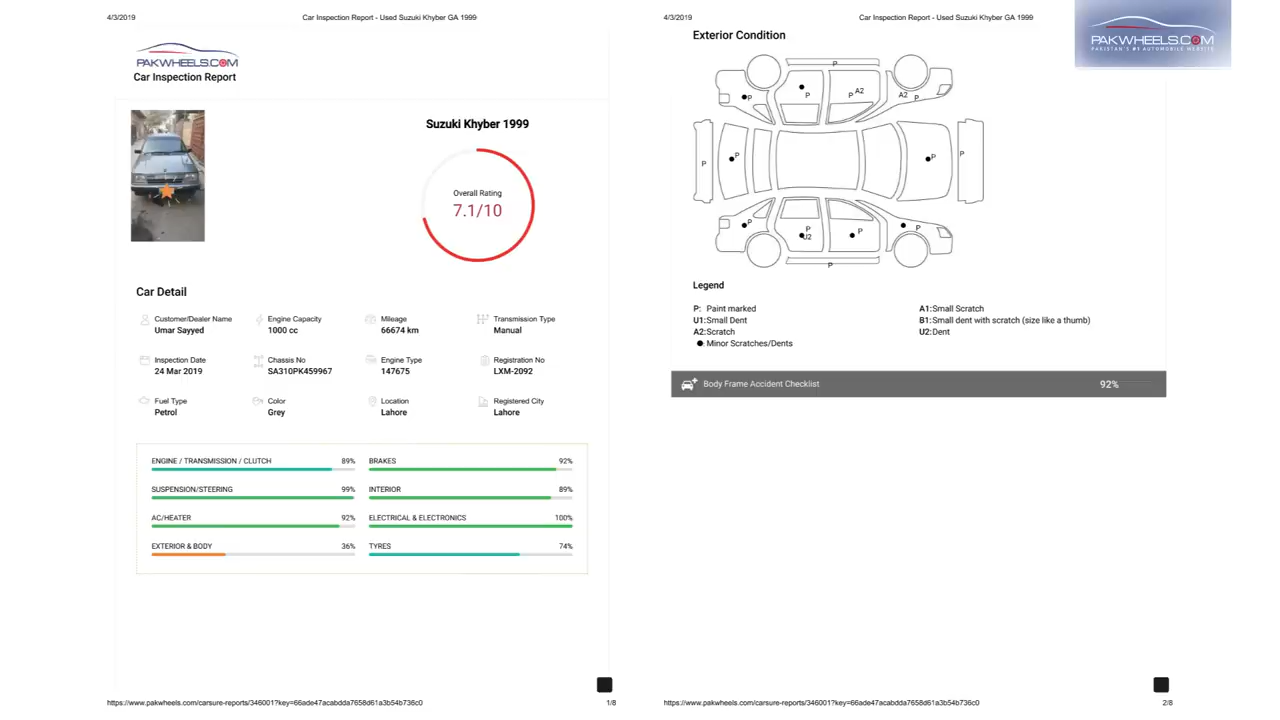 4/3/2019
Car Inspection Report - Used Suzuki Khyber GA 1999
PAKWHEELS.COM
Car Inspection Report
Suzuki Khyber 1999
Overall Rating
7.1/10
Car Detail
Customer/Dealer Name
Umar Sayyed
Engine Capacity
1000 cc
Mileage
66674 km
Transmission Type
Manual
Inspection Date
24 Mar 2019
Chassis No
SA310PK459967
Engine Type
147675
Registration No
LXM-2092
Fuel Type
Petrol
Color
Grey
Location
Lahore
Registered City
Lahore
ENGINE / TRANSMISSION / CLUTCH 89%
BRAKES 92%
SUSPENSION/STEERING 99%
INTERIOR 89%
AC/HEATER 92%
ELECTRICAL & ELECTRONICS 100%
EXTERIOR & BODY 36%
TYRES 74%
https://www.pakwheels.com/carsure-reports/346001?key=66ade47acabdda7658d61a3b54b736c0
1/8
4/3/2019
Car Inspection Report - Used Suzuki Khyber GA 1999
PAKWHEELS.COM
PAKISTAN'S #1 AUTOMOBILE WEBSITE
Exterior Condition
P
P
P
P A2
A2 P
P
P
P
P
P
P
U2
P
P
P
Legend
P: Paint marked
A1:Small Scratch
U1:Small Dent
B1:Small dent with scratch (size like a thumb)
A2:Scratch
U2:Dent
Minor Scratches/Dents
Body Frame Accident Checklist 92%
https://www.pakwheels.com/carsure-reports/346001?key=66ade47acabdda7658d61a3b54b736c0
2/8